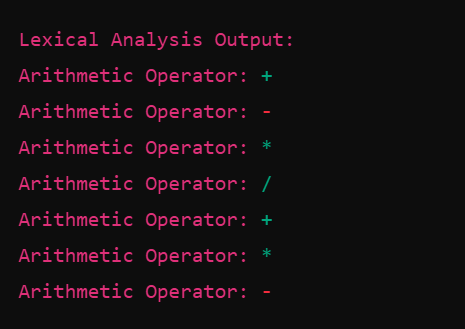 Lexical Analysis Output:
Arithmetic Operator: +
Arithmetic Operator: -
Arithmetic Operator: *
Arithmetic Operator: /
Arithmetic Operator: +
Arithmetic Operator: *
Arithmetic Operator: -